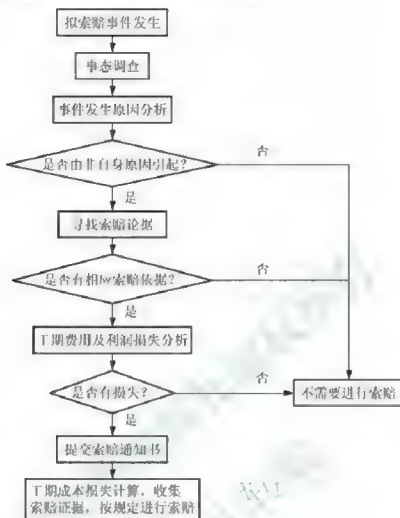 拟索赔事件发生
事态调查
事件发生原因分析
是否由非自身原因引起?
否
是
寻找索赔论据
是否有相应索赔依据?
否
是
工期费用及利润损失分析
是否有损失?
否
不需要进行索赔
是
提交索赔通知书
工期成本损失计算,收集
索赔证据,按规定进行索赔